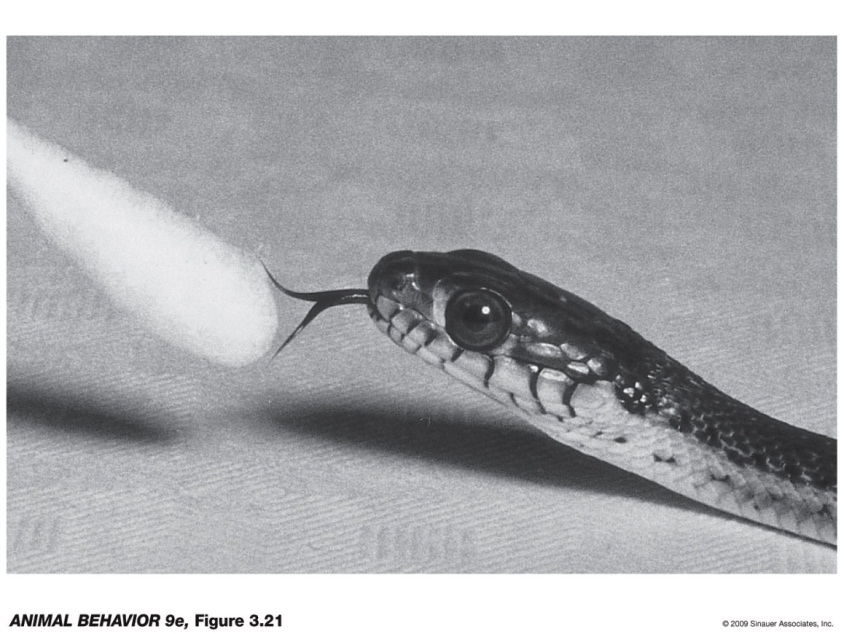 ANIMAL BEHAVIOR 9e, Figure 3.21
© 2009 Sinauer Associates, Inc.